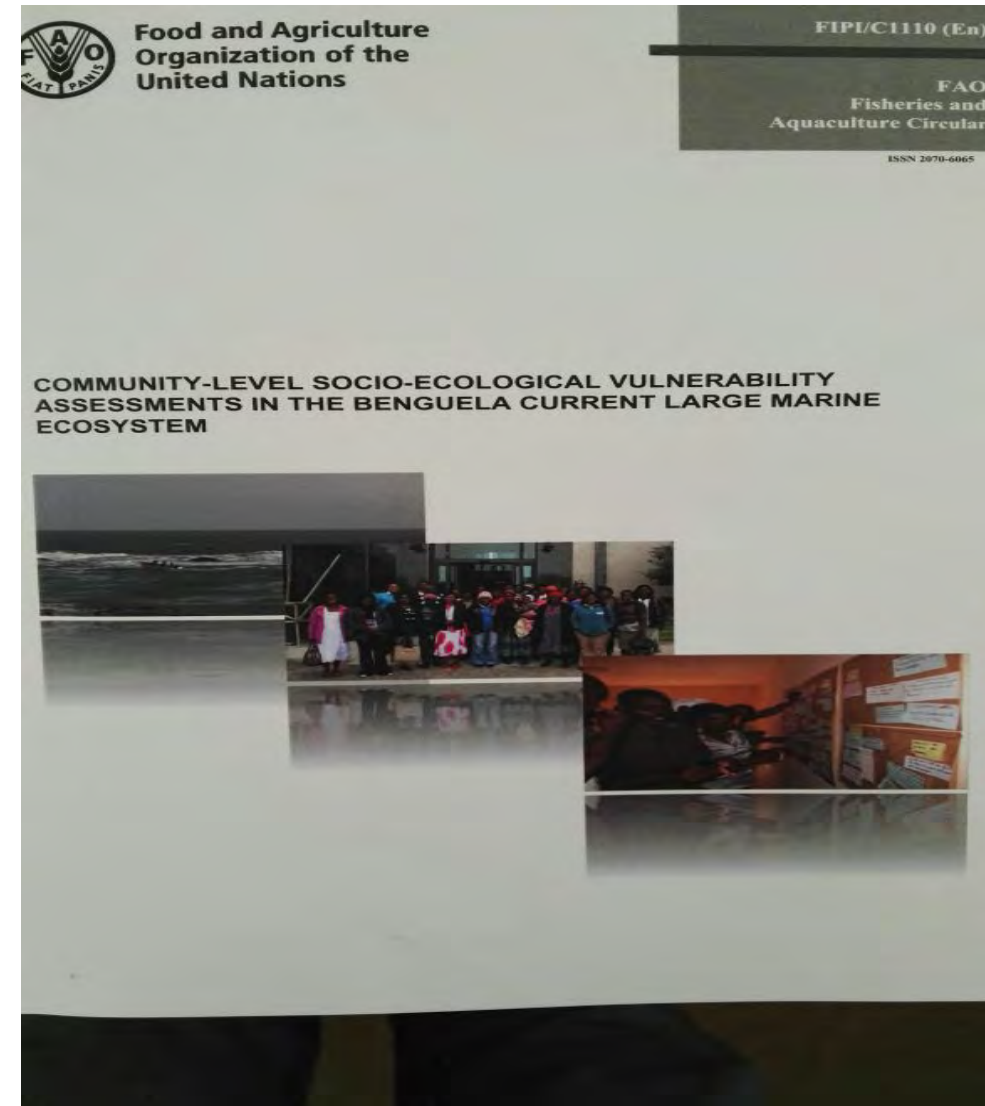 F A O
FIAT PANIS
Food and Agriculture
Organization of the
United Nations
FIPI/C1110 (En)
FAO
Fisheries and
Aquaculture Circular
ISSN 2070-6065
COMMUNITY-LEVEL SOCIO-ECOLOGICAL VULNERABILITY
ASSESSMENTS IN THE BENGUELA CURRENT LARGE MARINE
ECOSYSTEM